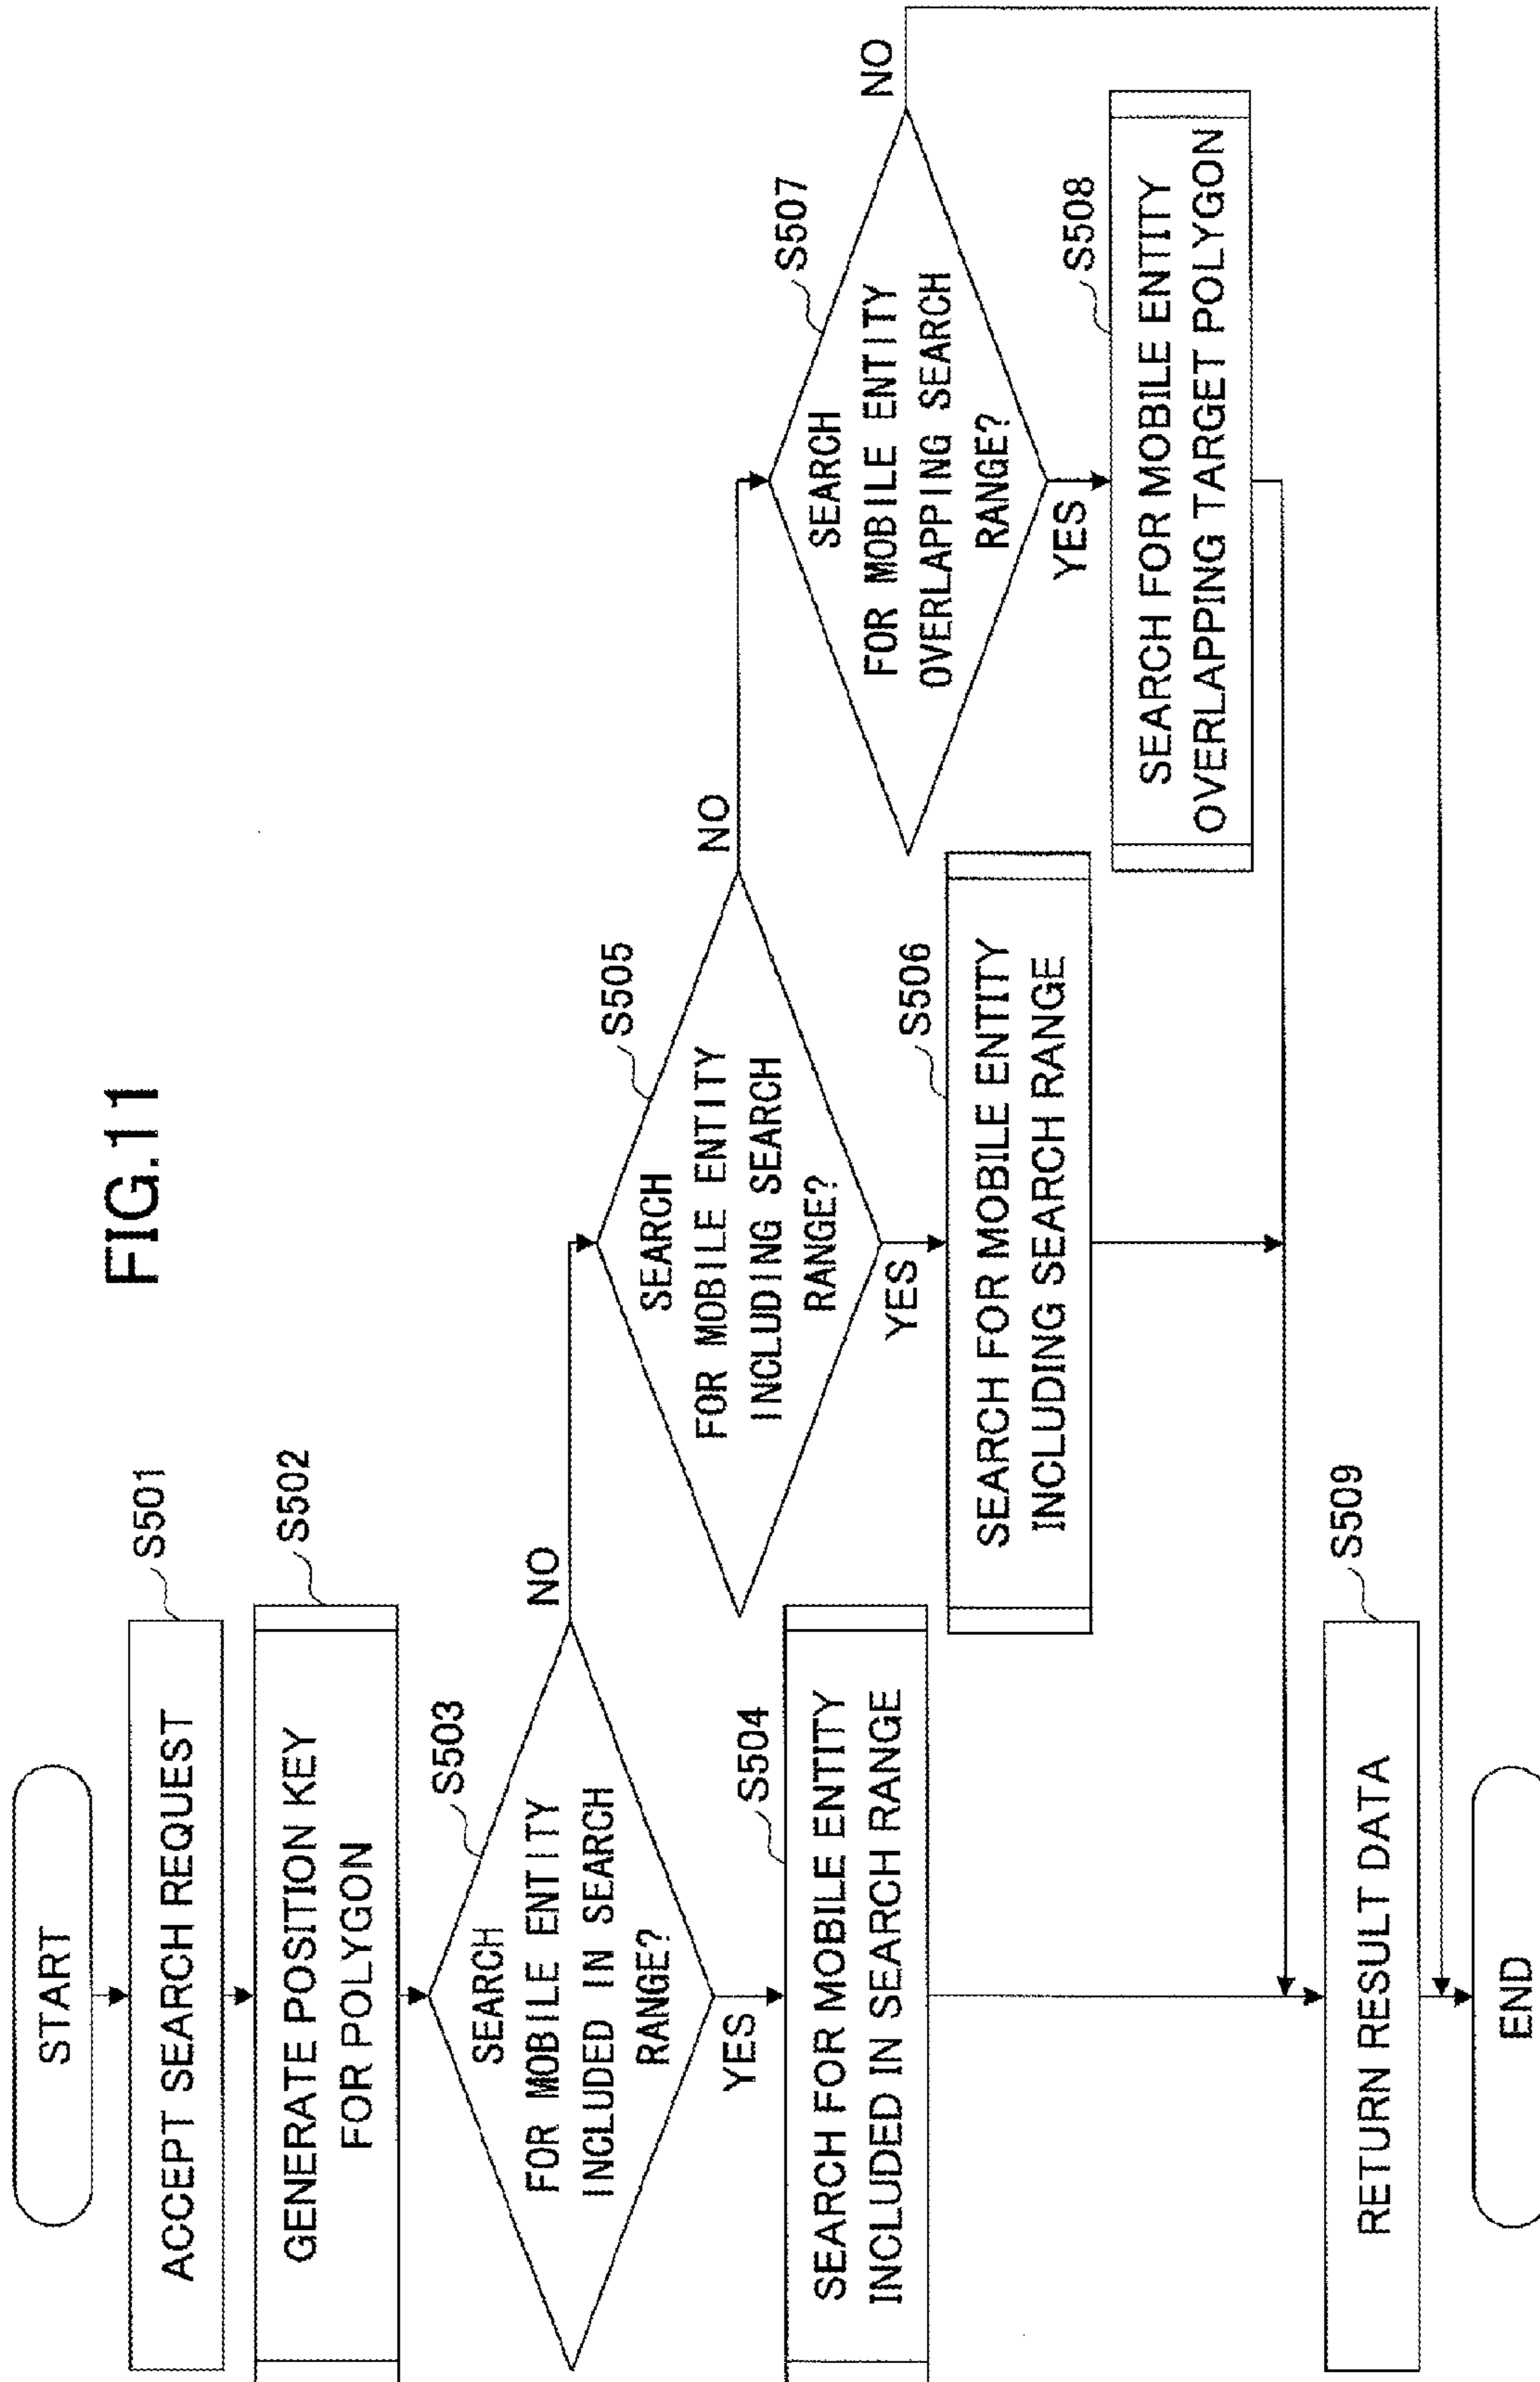 FIG.11
START
ACCEPT SEARCH REQUEST
S501
GENERATE POSITION KEY
FOR POLYGON
S502
SEARCH
FOR MOBILE ENTITY
INCLUDED IN SEARCH
RANGE?
S503
NO
YES
SEARCH FOR MOBILE ENTITY
INCLUDED IN SEARCH RANGE
S504
SEARCH
FOR MOBILE ENTITY
INCLUDING SEARCH
RANGE?
S505
NO
YES
SEARCH FOR MOBILE ENTITY
INCLUDING SEARCH RANGE
S506
SEARCH
FOR MOBILE ENTITY
OVERLAPPING SEARCH
RANGE?
S507
NO
YES
SEARCH FOR MOBILE ENTITY
OVERLAPPING TARGET POLYGON
S508
RETURN RESULT DATA
S509
END